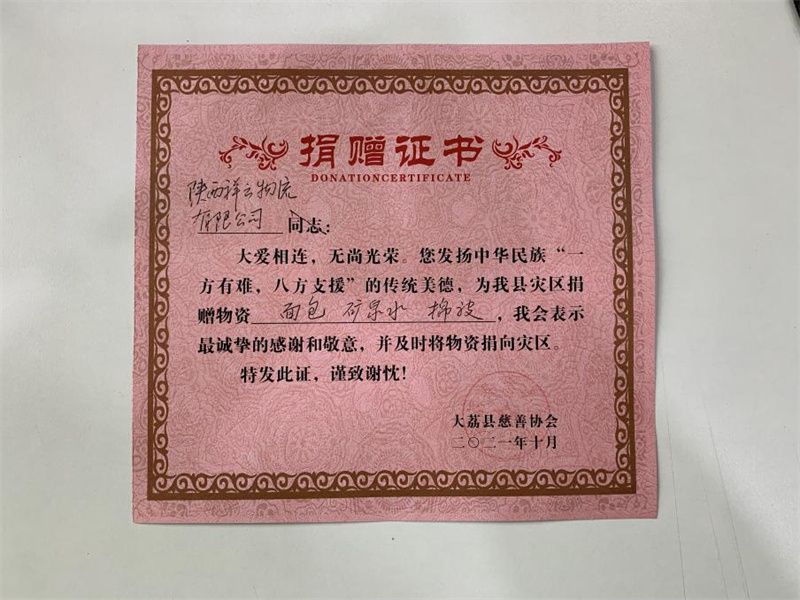 捐赠证书
DONATIONCERTIFICATE
陕西祥云物流
有限公司 同志：
大爱相连，无尚光荣。您发扬中华民族“一
方有难，八方支援”的传统美德，为我县灾区捐
赠物资 面包 矿泉水 棉被 ，我会表示
最诚挚的感谢和敬意，并及时将物资捐向灾区。
特发此证，谨致谢忱！
大荔县慈善协会
二〇二一年十月